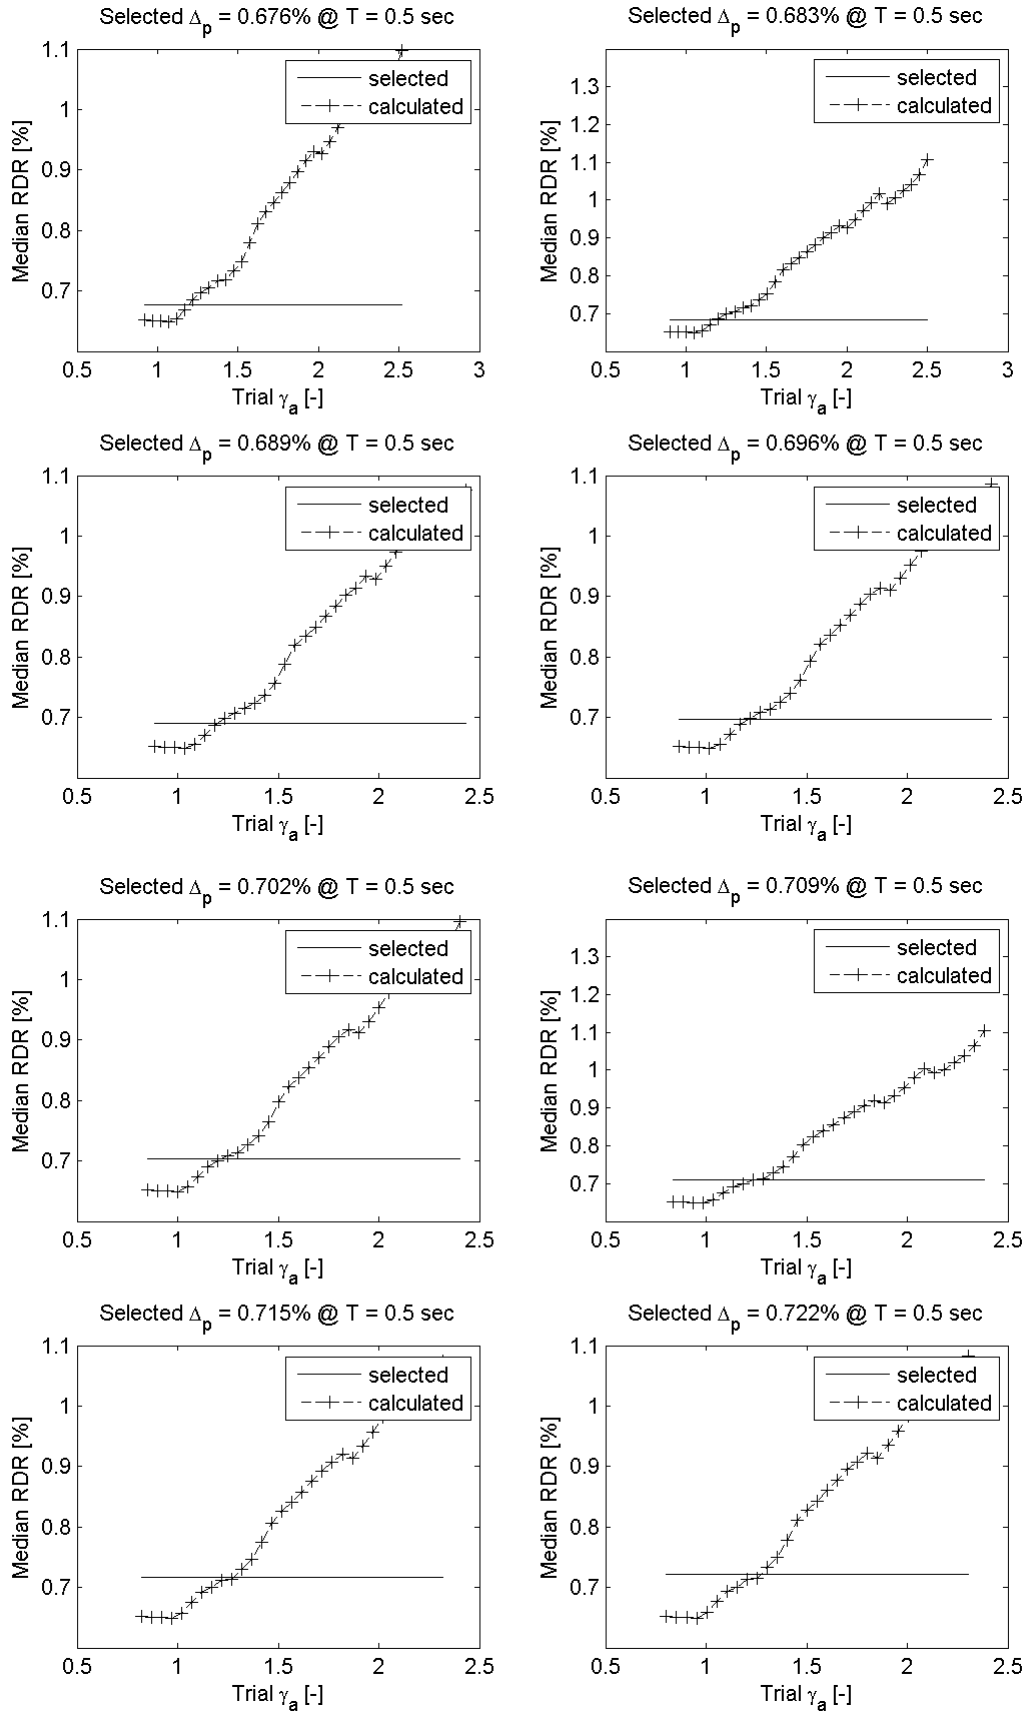 Selected Δp = 0.676% @ T = 0.5 sec
1.1
1
0.9
0.8
0.7
0.5 1 1.5 2 2.5 3
Median RDR [%]
Trial γa [-]
selected
calculated
Selected Δp = 0.683% @ T = 0.5 sec
1.3
1.2
1.1
1
0.9
0.8
0.7
0.5 1 1.5 2 2.5 3
Median RDR [%]
Trial γa [-]
selected
calculated
Selected Δp = 0.689% @ T = 0.5 sec
1.1
1
0.9
0.8
0.7
0.5 1 1.5 2 2.5
Median RDR [%]
Trial γa [-]
selected
calculated
Selected Δp = 0.696% @ T = 0.5 sec
1.1
1
0.9
0.8
0.7
0.5 1 1.5 2 2.5
Median RDR [%]
Trial γa [-]
selected
calculated
Selected Δp = 0.702% @ T = 0.5 sec
1.1
1
0.9
0.8
0.7
0.5 1 1.5 2 2.5
Median RDR [%]
Trial γa [-]
selected
calculated
Selected Δp = 0.709% @ T = 0.5 sec
1.3
1.2
1.1
1
0.9
0.8
0.7
0.5 1 1.5 2 2.5
Median RDR [%]
Trial γa [-]
selected
calculated
Selected Δp = 0.715% @ T = 0.5 sec
1.1
1
0.9
0.8
0.7
0.5 1 1.5 2 2.5
Median RDR [%]
Trial γa [-]
selected
calculated
Selected Δp = 0.722% @ T = 0.5 sec
1.1
1
0.9
0.8
0.7
0.5 1 1.5 2 2.5
Median RDR [%]
Trial γa [-]
selected
calculated